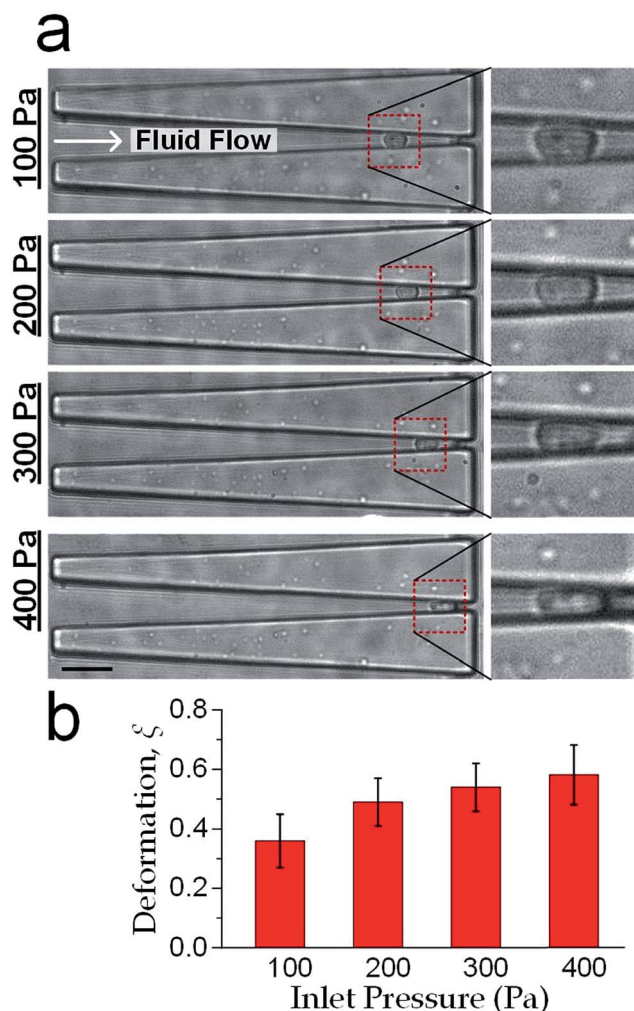 a
100 Pa
Fluid Flow
200 Pa
300 Pa
400 Pa
b
0.8
0.6
0.4
0.2
0.0
Deformation, ξ
100 200 300 400
Inlet Pressure (Pa)